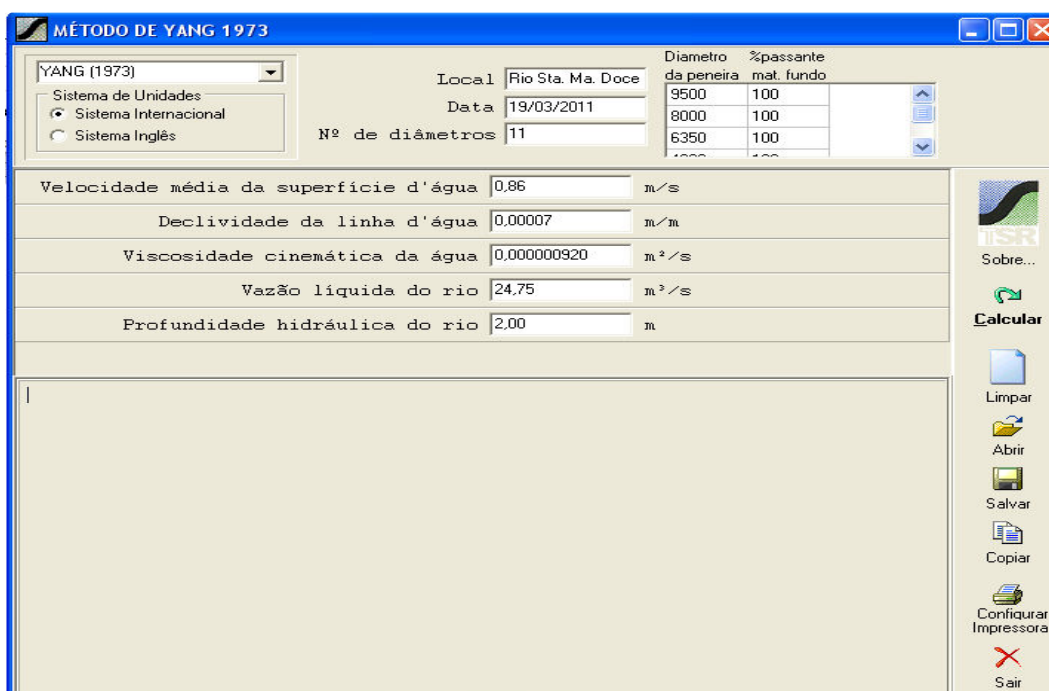 MÉTODO DE YANG 1973
YANG (1973)
Sistema de Unidades
Sistema Internacional
Sistema Inglês
Local Rio Sta. Ma. Doce
Data 19/03/2011
Nº de diâmetros 11
Diametro da peneira %passante mat. fundo
9500 100
8000 100
6350 100
Velocidade média da superfície d'água 0,86 m/s
Declividade da linha d'água 0,00007 m/m
Viscosidade cinemática da água 0,000000920 m²/s
Vazão líquida do rio 24,75 m³/s
Profundidade hidráulica do rio 2,00 m
TSR
Sobre...
Calcular
Limpar
Abrir
Salvar
Copiar
Configurar
Impressora
Sair